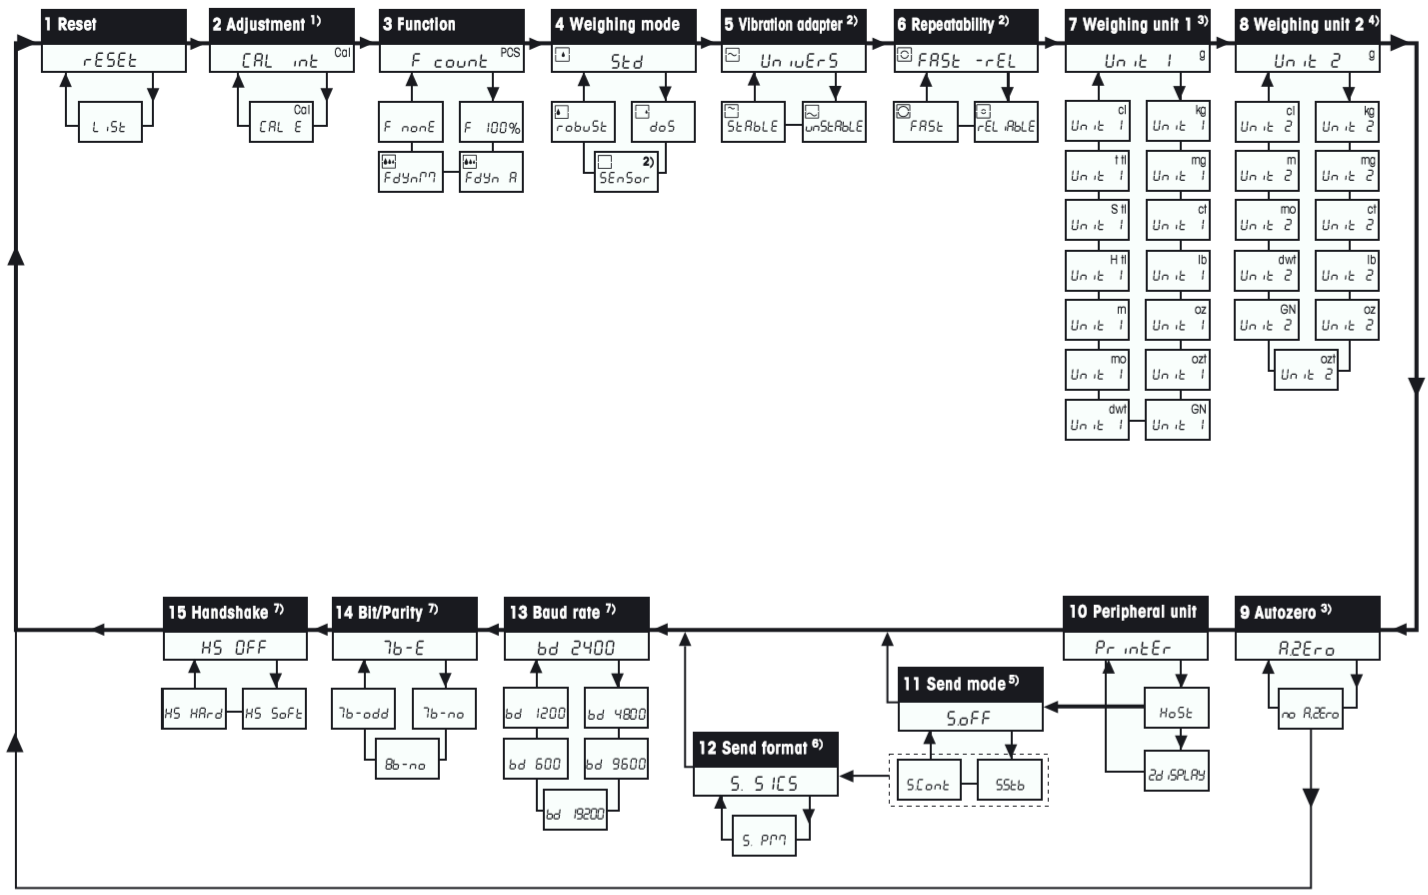 1 Reset
rESEt
L iSt
2 Adjustment 1)
CAL int Cal
CAL E Cal
3 Function
F count PCS
F nonE
F 100%
FdYnM
FdYn A
4 Weighing mode
Std
robuSt
doS
SEnSor 2)
5 Vibration adapter 2)
UnivErS
StAbLE
unStAbLE
6 Repeatability 2)
FASt -rEL
FASt
rELiAbLE
7 Weighing unit 1 3)
Unit 1 g
Unit 1 cl
Unit 1 kg
Unit 1 t tl
Unit 1 mg
Unit 1 S tl
Unit 1 ct
Unit 1 H tl
Unit 1 lb
Unit 1 m
Unit 1 oz
Unit 1 mo
Unit 1 ozt
Unit 1 dwt
Unit 1 GN
8 Weighing unit 2 4)
Unit 2 g
Unit 2 cl
Unit 2 kg
Unit 2 m
Unit 2 mg
Unit 2 mo
Unit 2 ct
Unit 2 dwt
Unit 2 lb
Unit 2 GN
Unit 2 oz
Unit 2 ozt
15 Handshake 7)
HS OFF
HS HArd
HS SoFt
14 Bit/Parity 7)
7b-E
7b-odd
7b-no
8b-no
13 Baud rate 7)
bd 2400
bd 1200
bd 4800
bd 600
bd 9600
bd 19200
12 Send format 6)
S. SICS
S. PM
11 Send mode 5)
S.oFF
S.Cont
S.Stb
10 Peripheral unit
PrintEr
HoSt
2.diSPLAY
9 Autozero 3)
A.ZEro
no A.ZEro